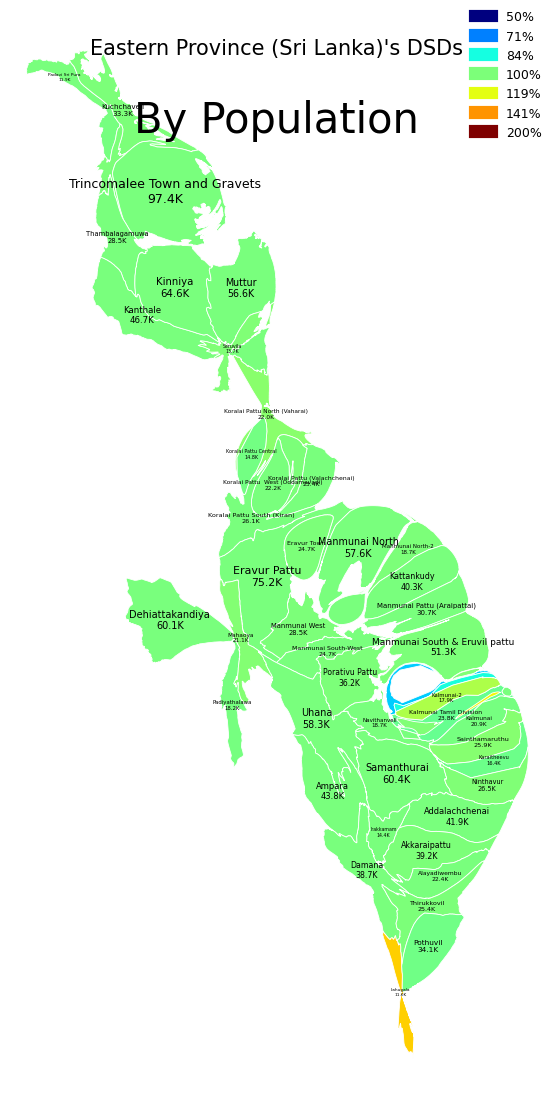 Eastern Province (Sri Lanka)'s DSDs
By Population
50%
71%
84%
100%
119%
141%
200%
Padavi Sri Pura
11.9K
Kuchchaveli
33.3K
Trincomalee Town and Gravets
97.4K
Thambalagamuwa
28.5K
Kinniya
64.6K
Muttur
56.6K
Kanthale
46.7K
Seruvila
13.7K
Koralai Pattu North (Vaharai)
22.0K
Koralai Pattu Central
14.8K
Koralai Pattu West (Oddamavadi)
22.2K
Koralai Pattu (Valachchenai)
Koralai Pattu South (Kiran)
26.1K
Eravur Town
24.7K
Manmunai North
57.6K
Manmunai North-2
18.7K
Eravur Pattu
75.2K
Kattankudy
40.3K
Manmunai Pattu (Araipattai)
30.7K
Dehiattakandiya
60.1K
Manmunai West
28.5K
Mahaoya
21.1K
Manmunai South & Eruvil pattu
51.3K
Manmunai South-West
24.7K
Porativu Pattu
36.2K
Padiyathalawa
18.2K
Kalmunai-2
17.0K
Uhana
58.3K
Navithanveli
18.7K
Kalmunai Tamil Division
23.8K
Kalmunai
20.9K
Sainthamaruthu
25.9K
Karaitheevu
16.4K
Samanthurai
60.4K
Ninthavur
26.5K
Ampara
43.8K
Addalachchenai
41.9K
Irakkamam
14.4K
Akkaraipattu
39.2K
Damana
38.7K
Alayadiwembu
22.4K
Thirukkovil
25.4K
Pothuvil
34.1K
Lahugala